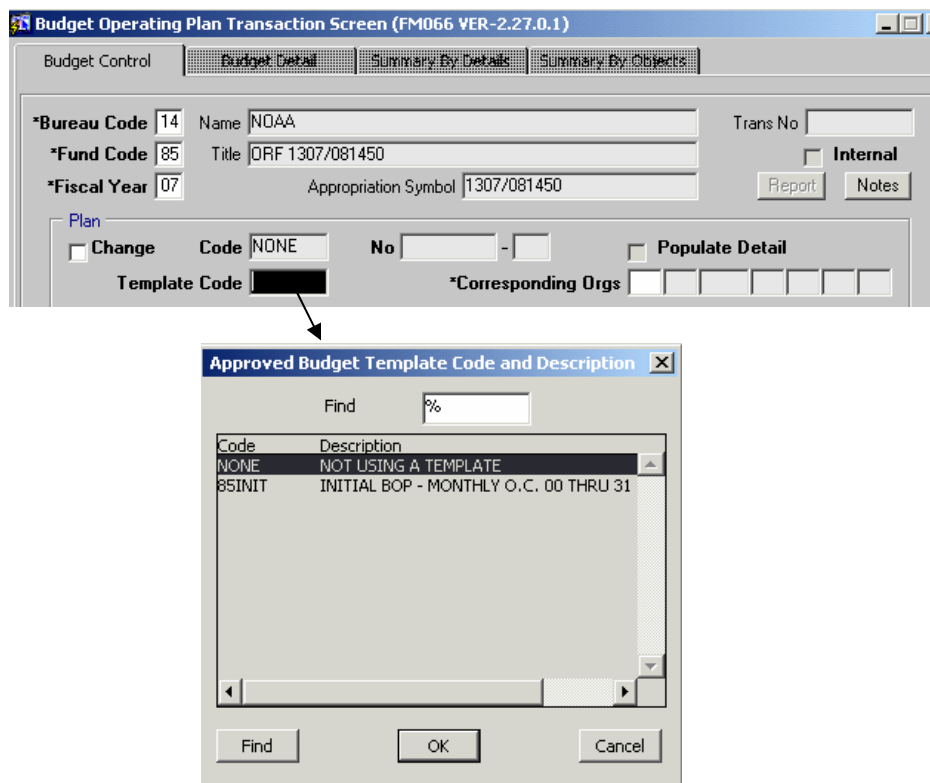 Budget Operating Plan Transaction Screen (FM066 VER-2.27.0.1)
Budget Control Budget Detail Summary By Details Summary By Objects
*Bureau Code 14 Name NOAA Trans No
*Fund Code 85 Title ORF 1307/081450 Internal
*Fiscal Year 07 Appropriation Symbol 1307/081450 Report Notes
Plan
Change Code NONE No - Populate Detail
Template Code *Corresponding Orgs
Approved Budget Template Code and Description
Find %
Code Description
NONE NOT USING A TEMPLATE
85INIT INITIAL BOP - MONTHLY O.C. 00 THRU 31
Find OK Cancel